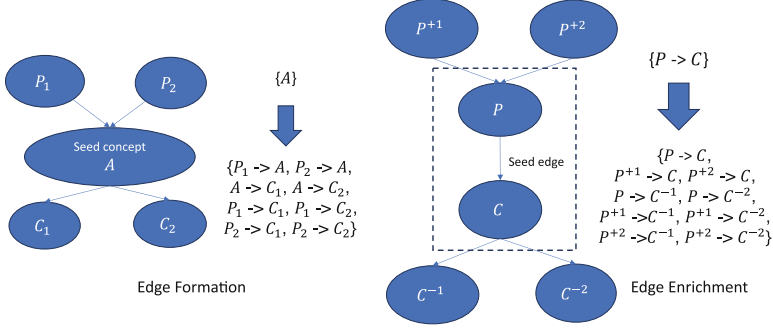 P₁
P₂
Seed concept
A
C₁
C₂
{A}
{P₁ -> A, P₂ -> A,
A -> C₁, A -> C₂,
P₁ -> C₁, P₁ -> C₂,
P₂ -> C₁, P₂ -> C₂}
Edge Formation
P⁺¹
P⁺²
P
Seed edge
C
C⁻¹
C⁻²
{P -> C}
{P -> C,
P⁺¹ -> C, P⁺² -> C,
P -> C⁻¹, P -> C⁻²,
P⁺¹ ->C⁻¹, P⁺¹ -> C⁻²,
P⁺² ->C⁻¹, P⁺² -> C⁻²}
Edge Enrichment